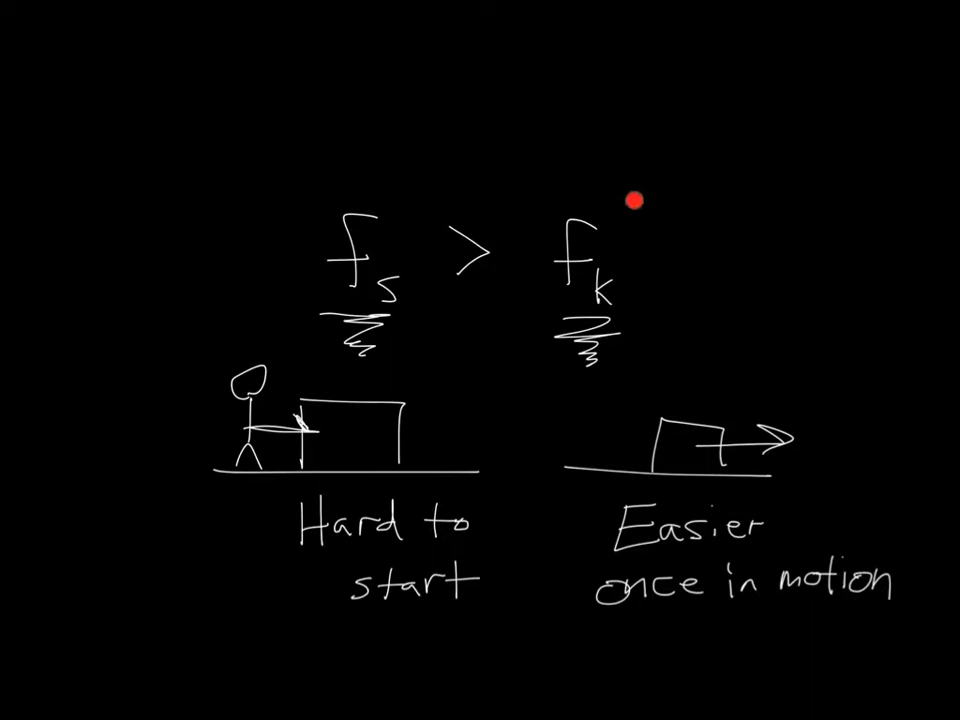 fs > fk
Hard to
start
Easier
once in motion